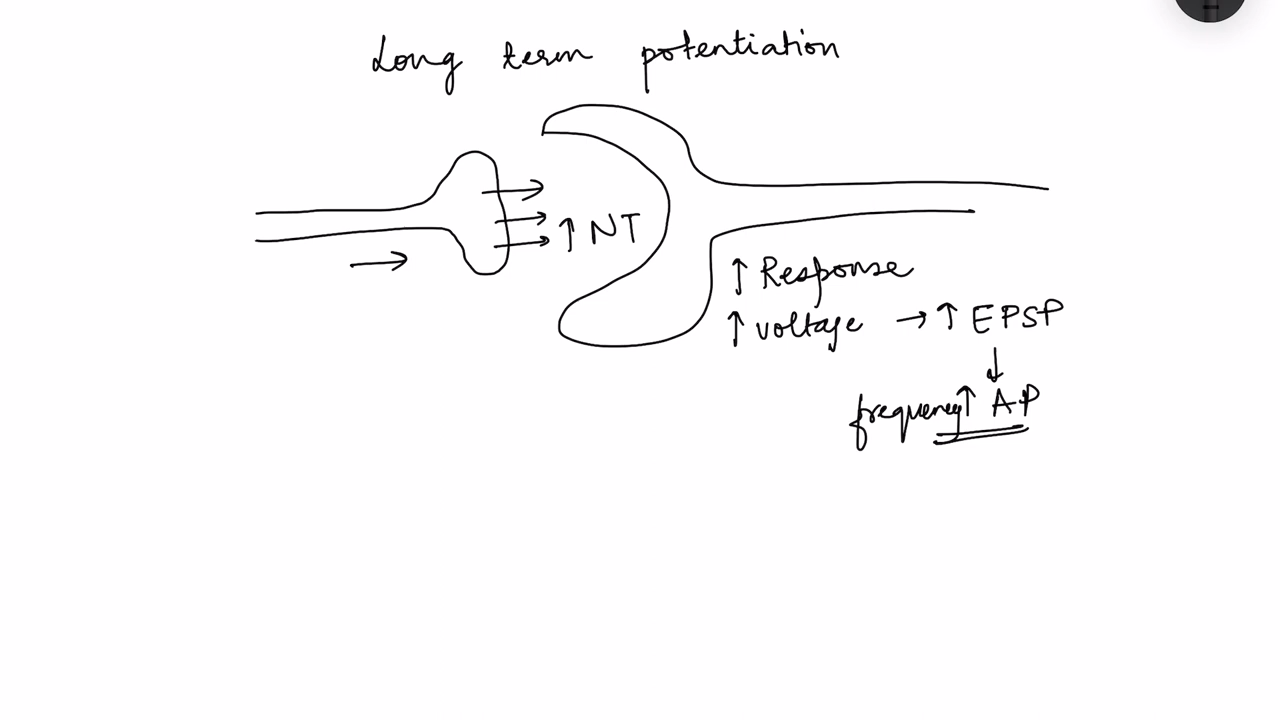 Long term potentiation
↑ NT
↑ Response
↑ voltage → ↑ EPSP
↓
frequency ↑ AP